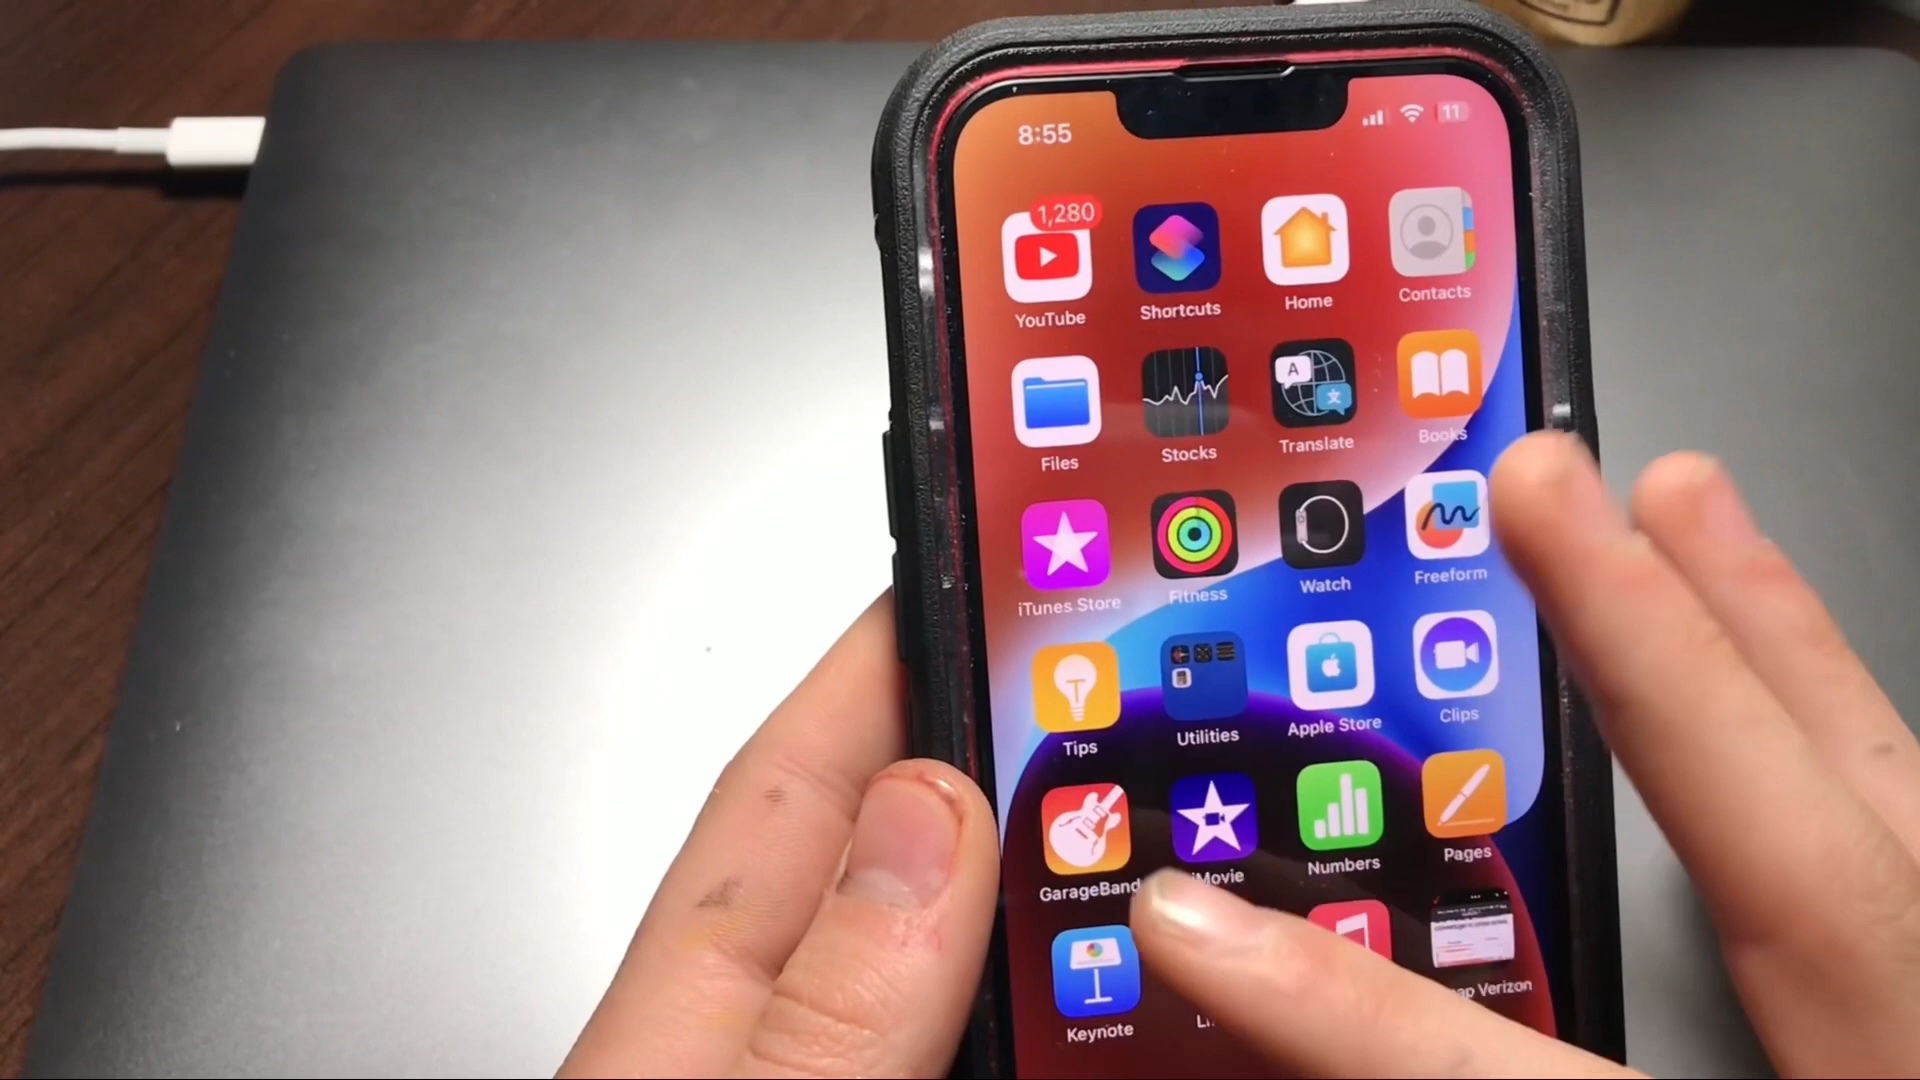 8:55
11
1,280
YouTube
Shortcuts
Home
Contacts
Files
Stocks
Translate
Books
iTunes Store
Fitness
Watch
Freeform
Tips
Utilities
Apple Store
Clips
GarageBand
iMovie
Numbers
Pages
Keynote
Verizon